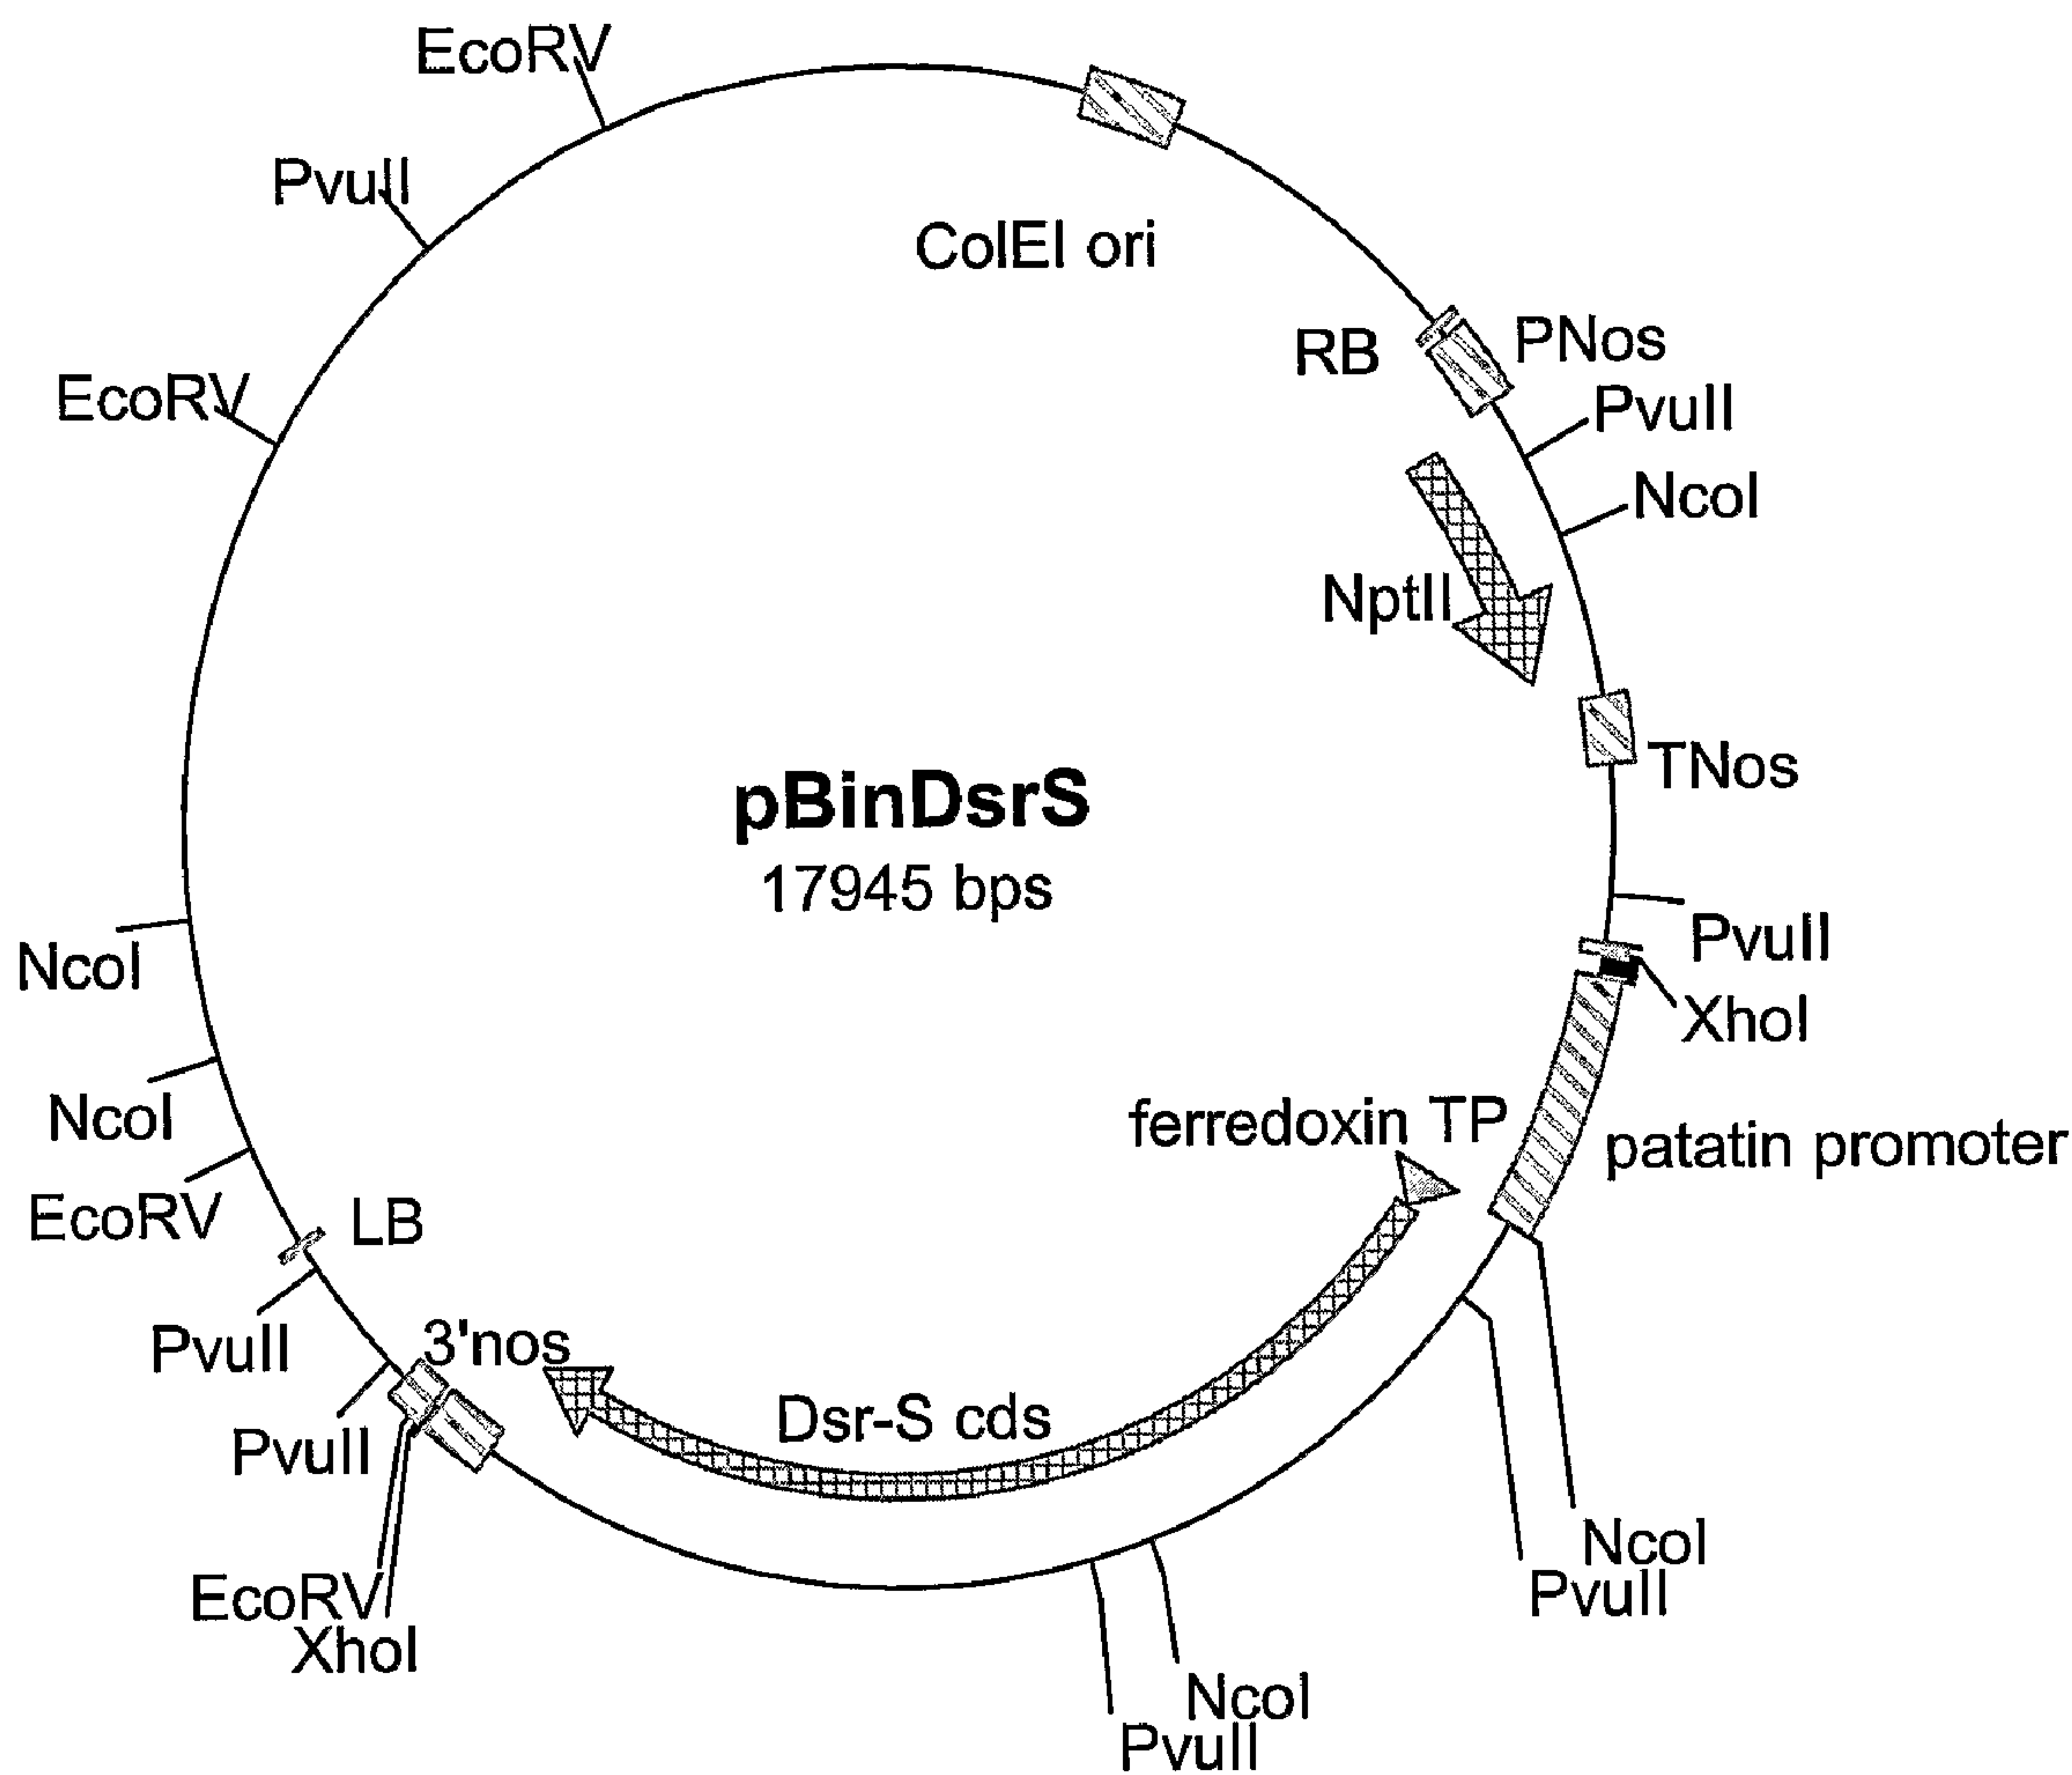 EcoRV
PvuII
ColEI ori
RB
PNos
EcoRV
PvuII
NcoI
NptII
TNos
pBinDsrS
17945 bps
PvuII
NcoI
XhoI
ferredoxin TP
patatin promoter
NcoI
EcoRV
LB
PvuII
3'nos
Dsr-S cds
PvuII
NcoI
EcoRV
PvuII
XhoI
NcoI
PvuII